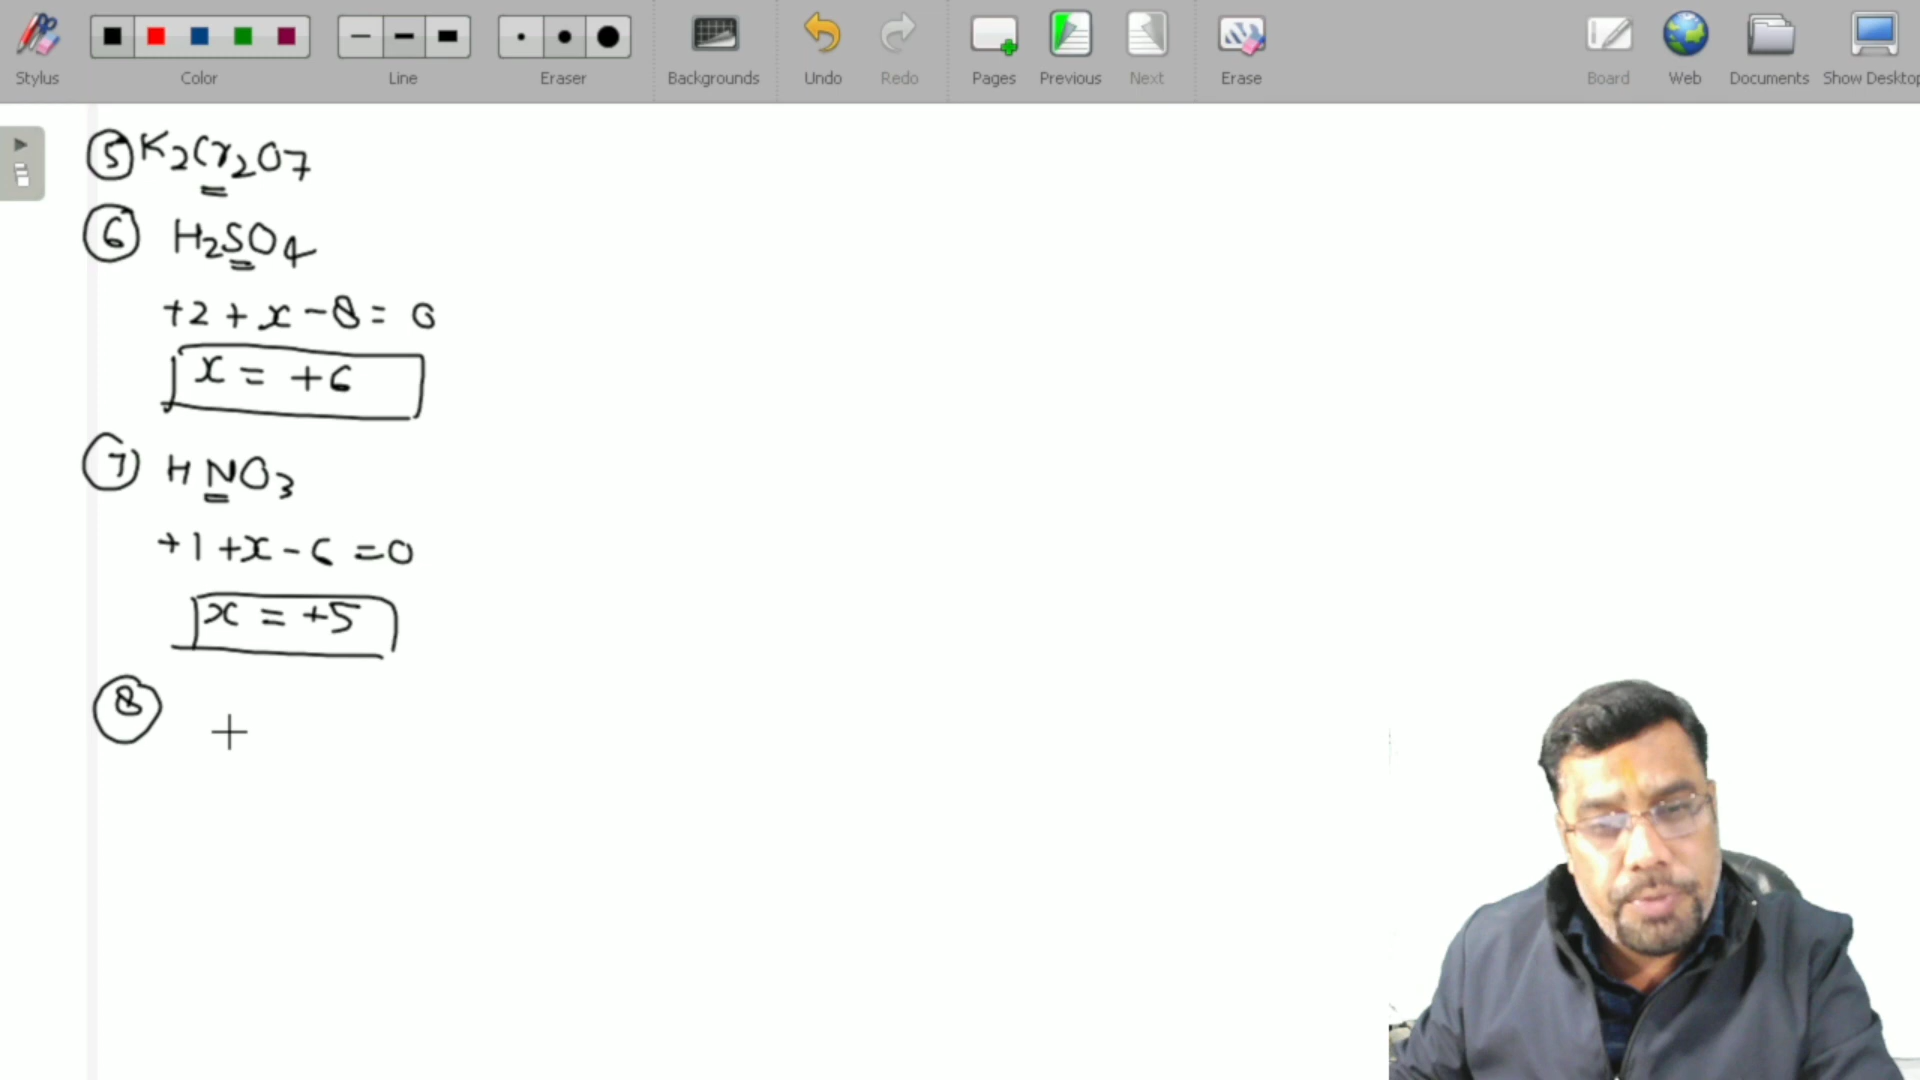 Stylus Color Line Eraser Backgrounds Undo Redo Pages Previous Next Erase Board Web Documents Show Desktop
⑤ K2Cr2O7
⑥ H2SO4
+2 + x - 8 = 0
x = +6
⑦ HNO3
+1 + x - 6 = 0
x = +5
⑧